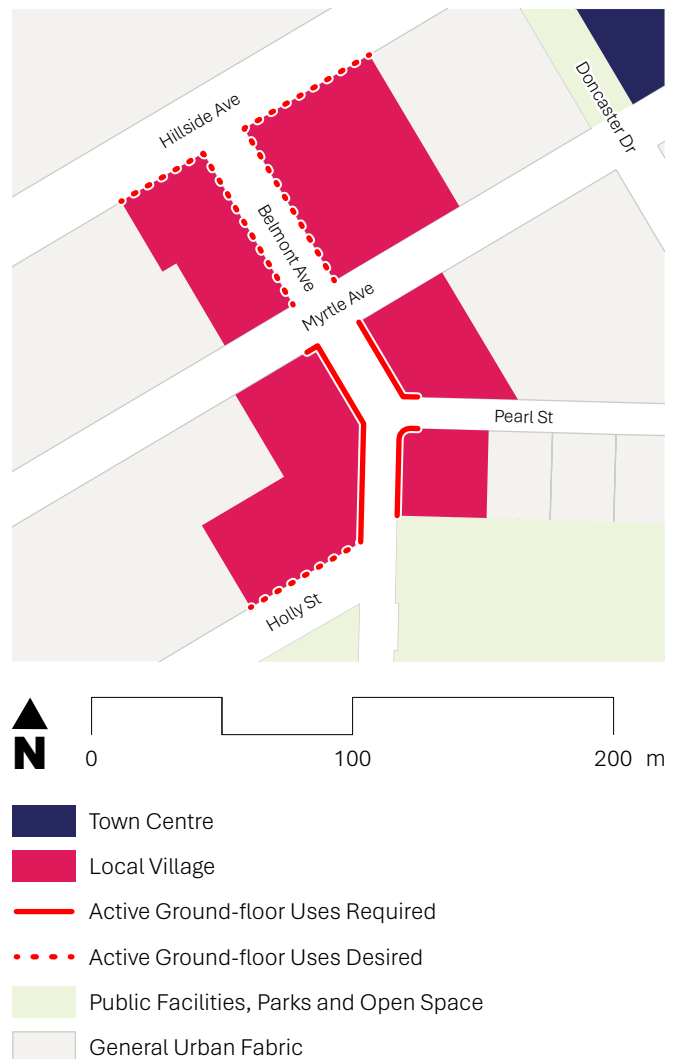 Hillside Ave
Doncaster Dr
Belmont Ave
Myrtle Ave
Pearl St
Holly St
N
0
100
200 m
Town Centre
Local Village
Active Ground-floor Uses Required
Active Ground-floor Uses Desired
Public Facilities, Parks and Open Space
General Urban Fabric